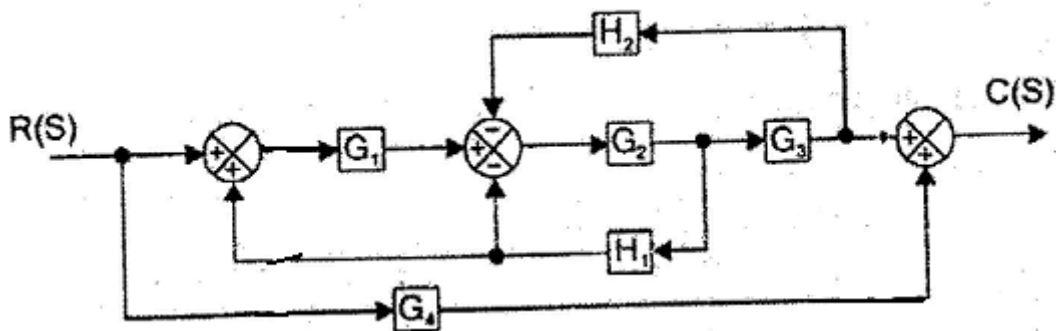 H₂
R(S)
C(S)
+
+
G₁
+
−
−
G₂
G₃
+
+
H₁
G₄